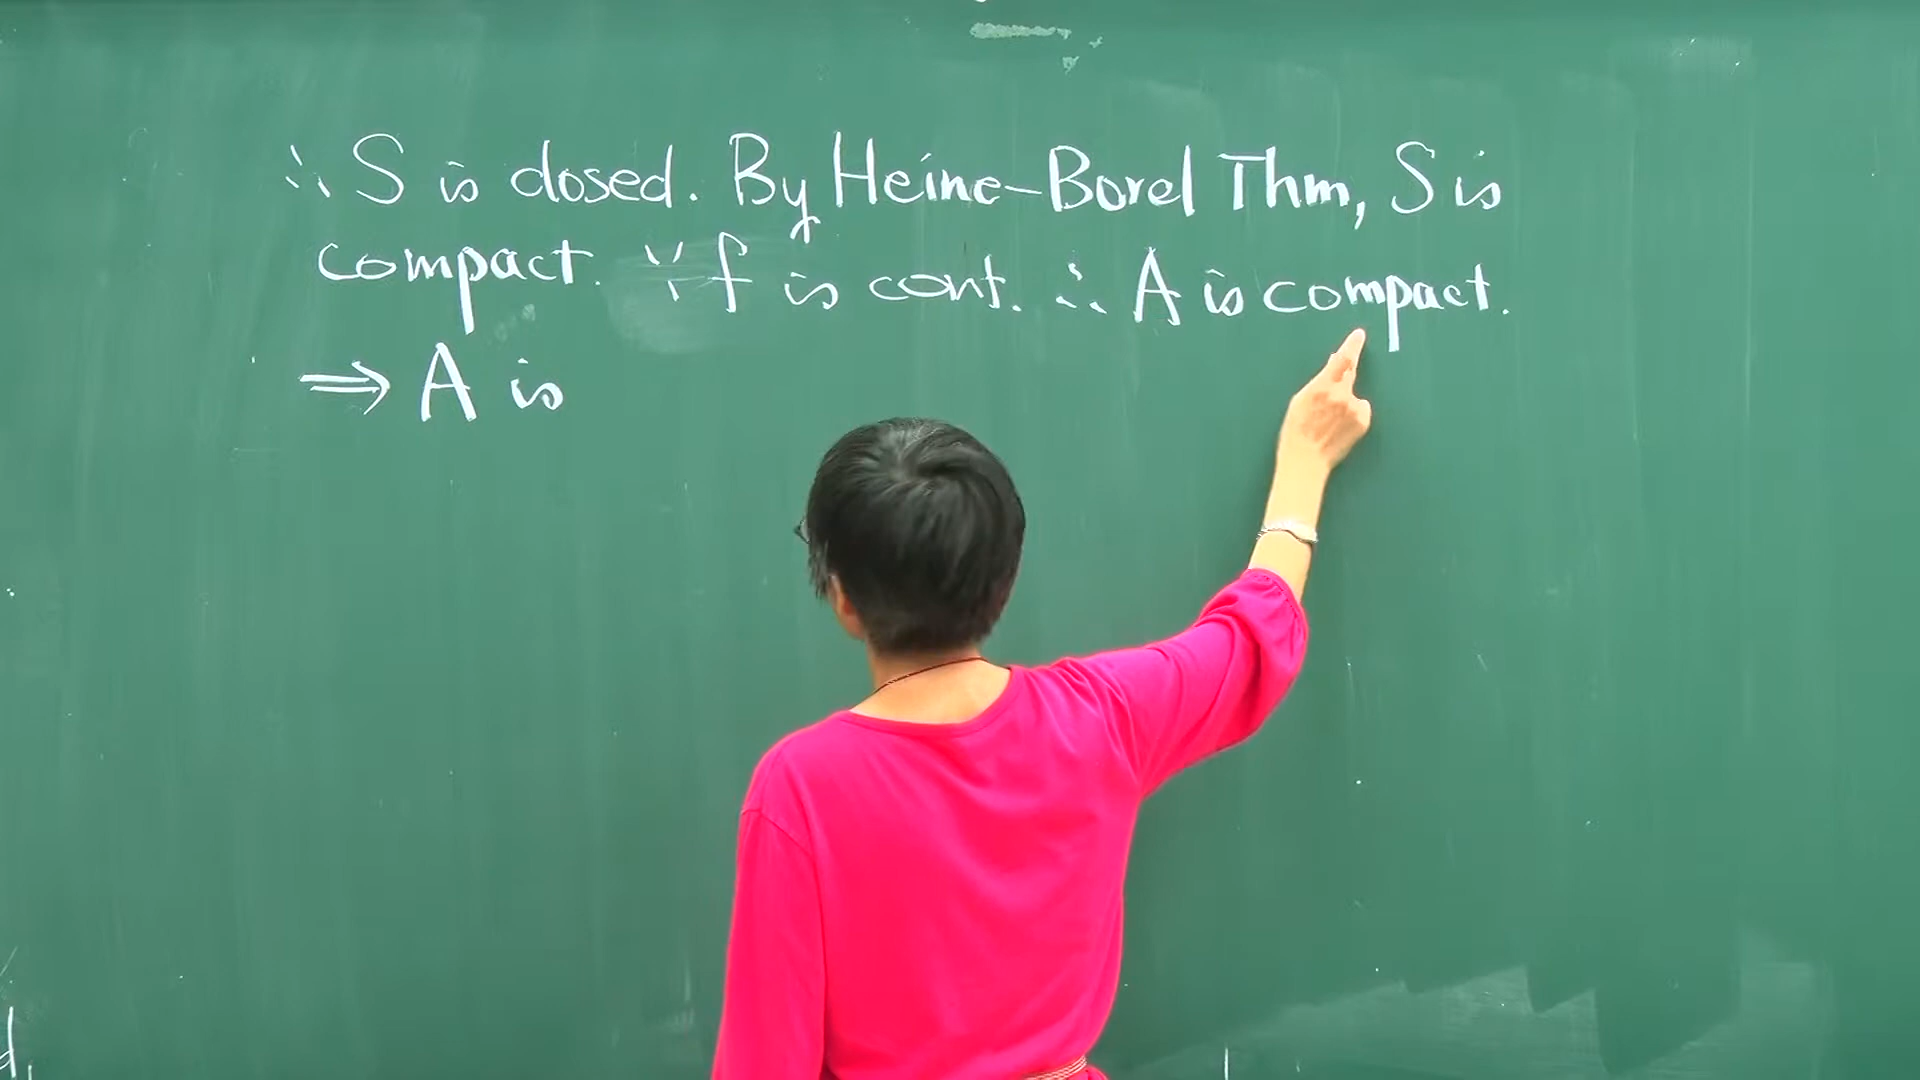 ∴ S is closed. By Heine-Borel Thm, S is
compact. ∵ f is cont. ∴ A is compact.
⇒ A is
d.